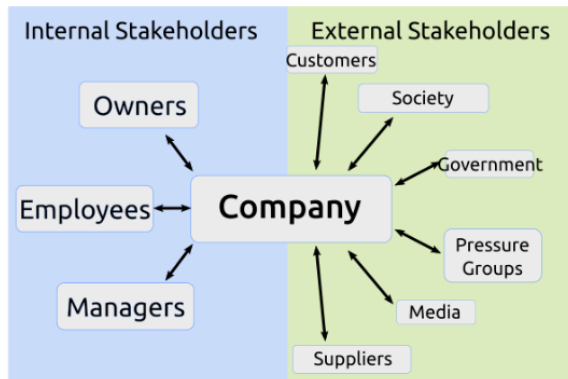 Internal Stakeholders
External Stakeholders
Customers
Owners
Society
Government
Employees
Company
Pressure
Groups
Managers
Media
Suppliers